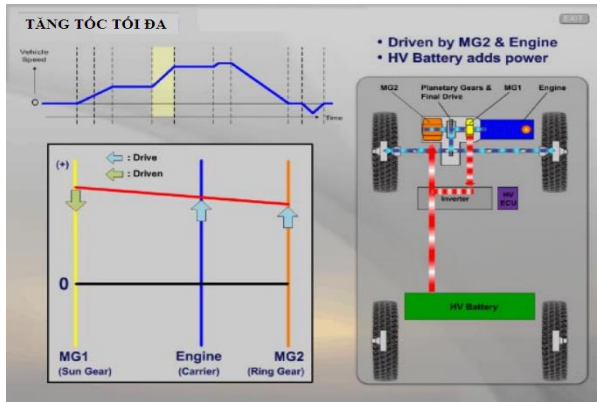 TĂNG TỐC TỐI ĐA
EXIT
Vehicle
Speed
O
Time
• Driven by MG2 & Engine
• HV Battery adds power
MG2
Planetary Gears &
Final Drive
MG1
Engine
Inverter
HV
ECU
HV Battery
(+)
: Drive
: Driven
0
MG1
(Sun Gear)
Engine
(Carrier)
MG2
(Ring Gear)